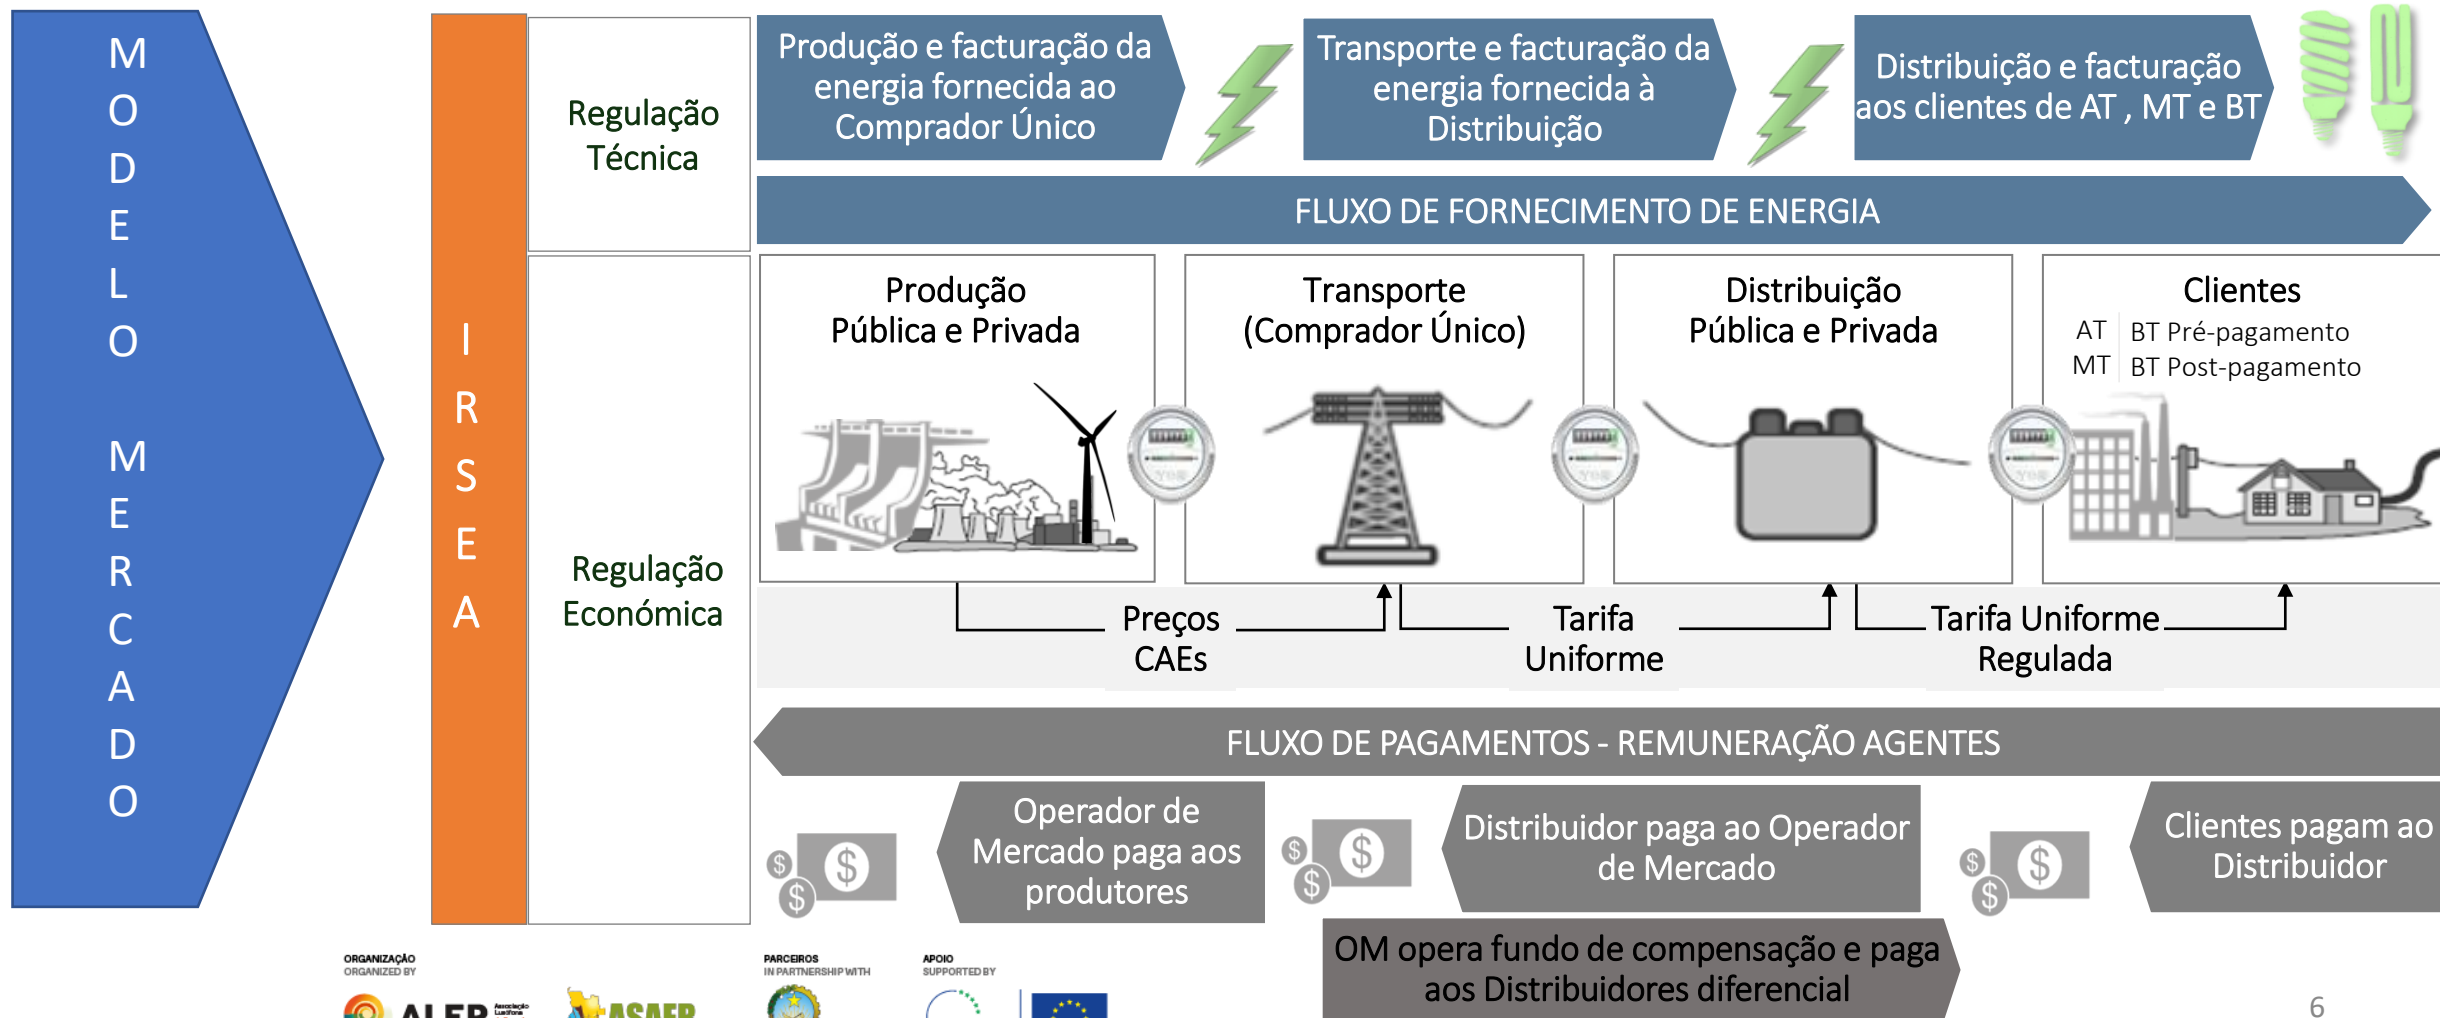 MODELO MERCADO
IRSEA
Regulação
Técnica
Produção e facturação da
energia fornecida ao
Comprador Único
Transporte e facturação da
energia fornecida à
Distribuição
Distribuição e facturação
aos clientes de AT , MT e BT
FLUXO DE FORNECIMENTO DE ENERGIA
Regulação
Económica
Produção
Pública e Privada
Transporte
(Comprador Único)
Distribuição
Pública e Privada
Clientes
AT BT Pré-pagamento
MT BT Post-pagamento
Preços
CAEs
Tarifa
Uniforme
Tarifa Uniforme
Regulada
FLUXO DE PAGAMENTOS - REMUNERAÇÃO AGENTES
Operador de
Mercado paga aos
produtores
Distribuidor paga ao Operador
de Mercado
Clientes pagam ao
Distribuidor
OM opera fundo de compensação e paga
aos Distribuidores diferencial
ORGANIZAÇÃO
ORGANIZED BY
PARCEIROS
IN PARTNERSHIP WITH
APOIO
SUPPORTED BY
ALER Associação
Lusófona
ASAER
6